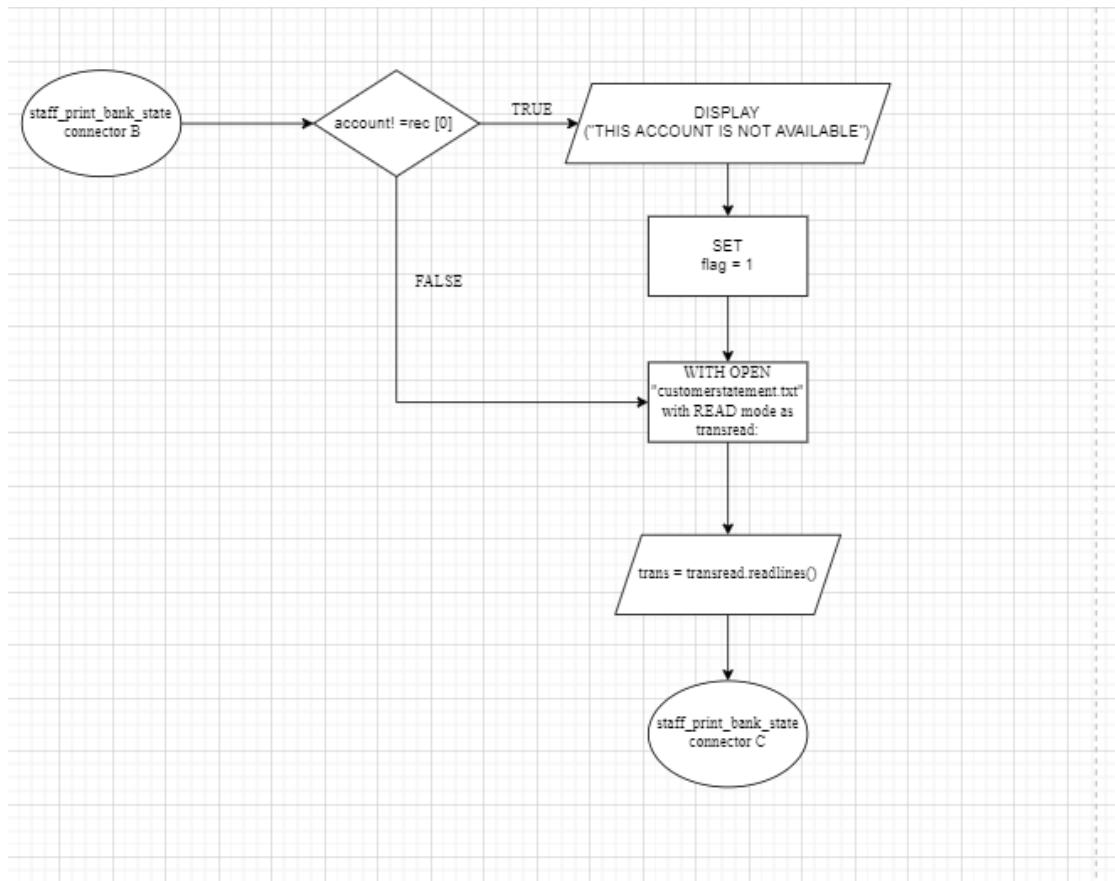 staff_print_bank_state
connector B
account! =rec [0]
TRUE
DISPLAY
("THIS ACCOUNT IS NOT AVAILABLE")
SET
flag = 1
FALSE
WITH OPEN
"customerstatement.txt"
with READ mode as
transread:
trans = transread.readlines()
staff_print_bank_state
connector C